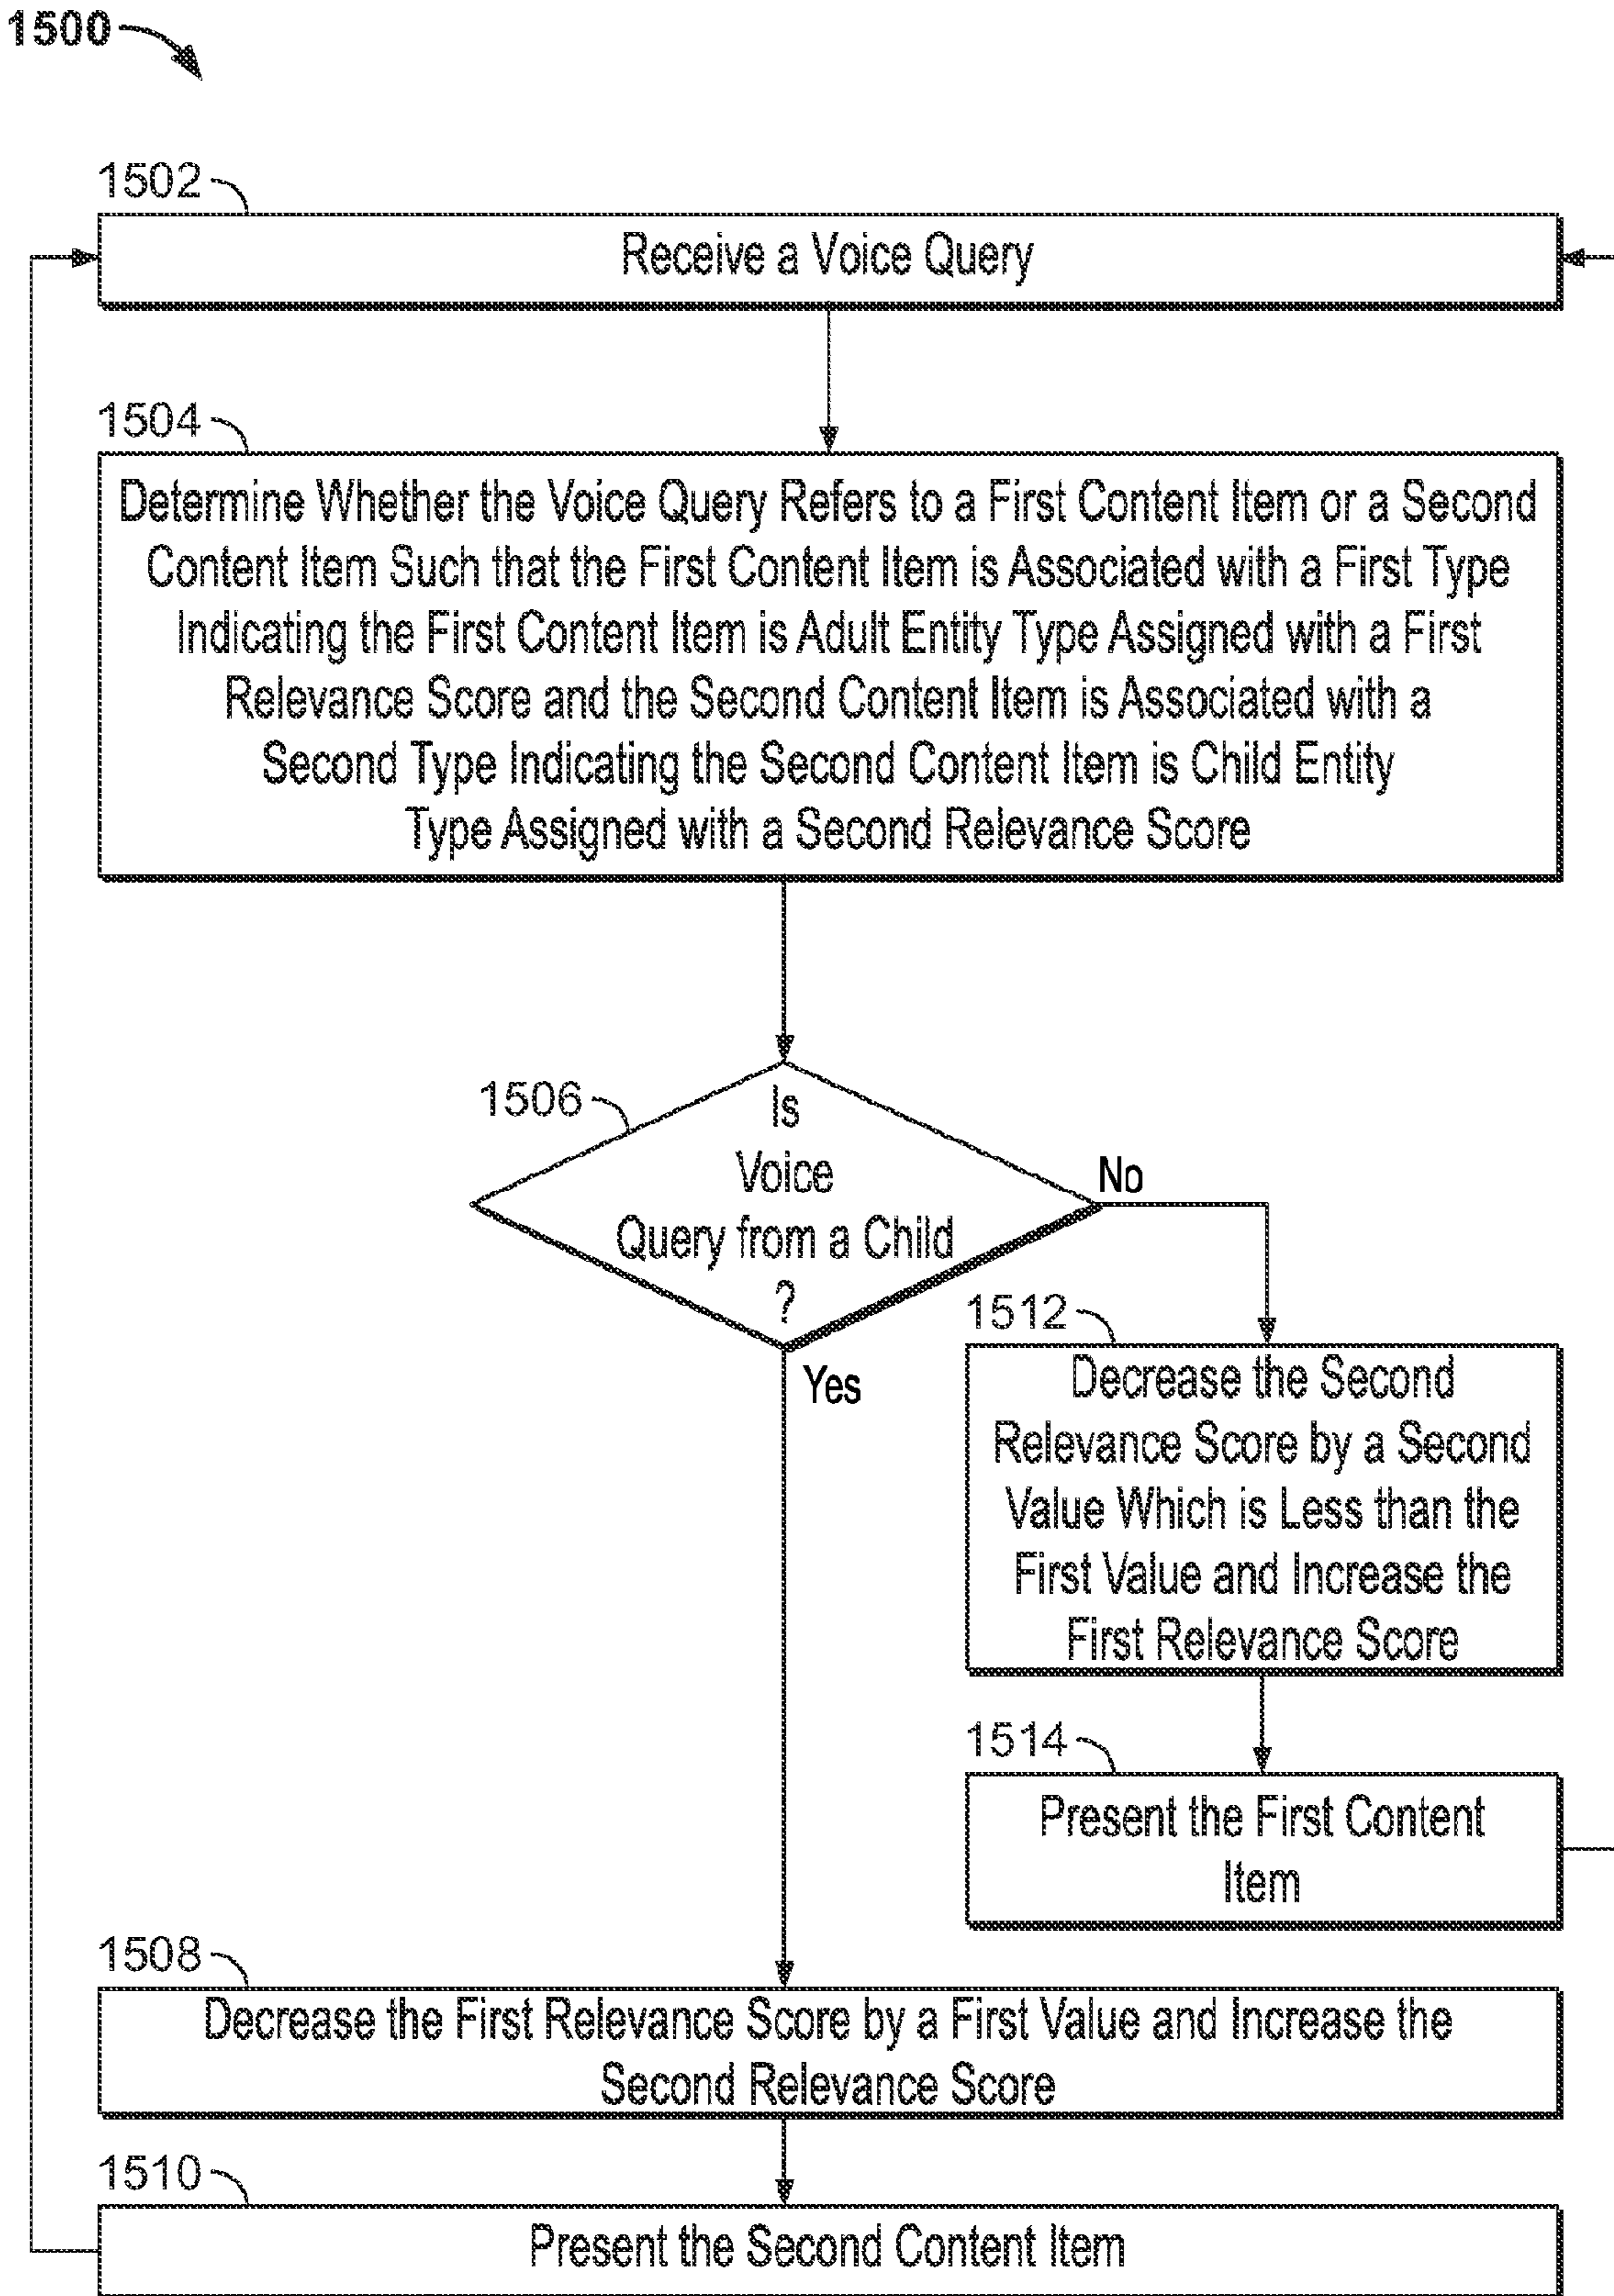 1500
1502
Receive a Voice Query
1504
Determine Whether the Voice Query Refers to a First Content Item or a Second
Content Item Such that the First Content Item is Associated with a First Type
Indicating the First Content Item is Adult Entity Type Assigned with a First
Relevance Score and the Second Content Item is Associated with a
Second Type Indicating the Second Content Item is Child Entity
Type Assigned with a Second Relevance Score
1506
Is
Voice
Query from a Child
?
No
Yes
1512
Decrease the Second
Relevance Score by a Second
Value Which is Less than the
First Value and Increase the
First Relevance Score
1514
Present the First Content
Item
1508
Decrease the First Relevance Score by a First Value and Increase the
Second Relevance Score
1510
Present the Second Content Item